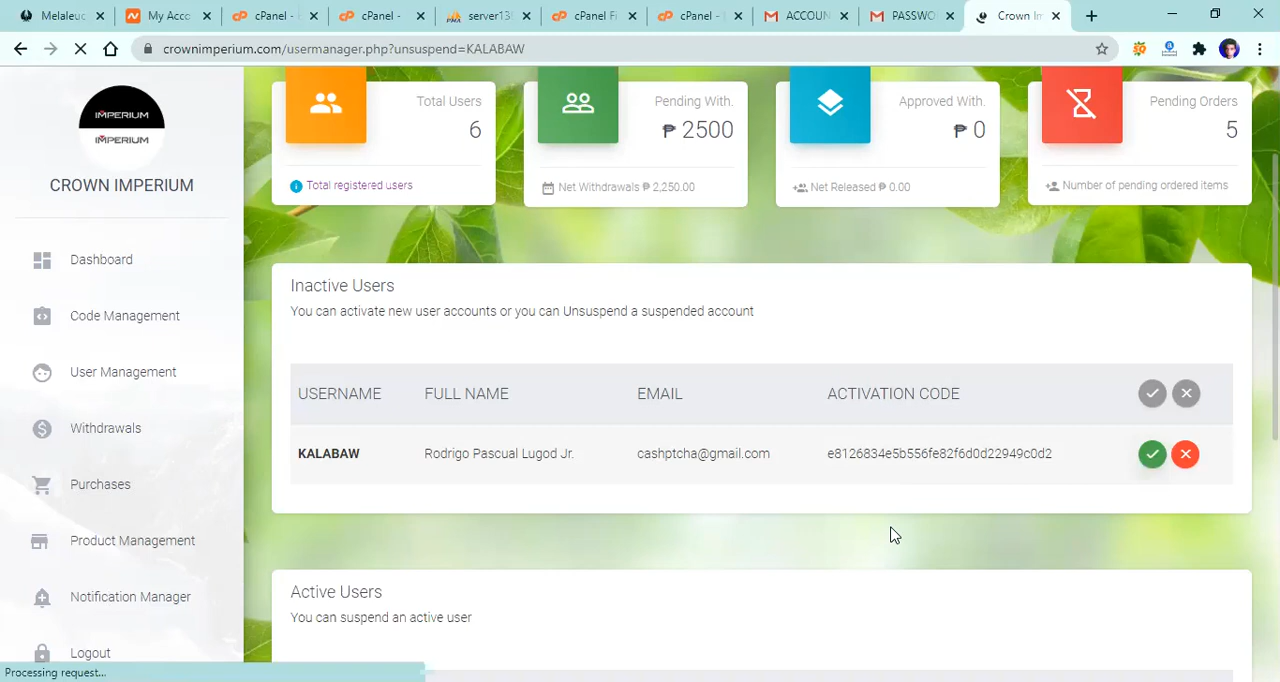 Melaleuc
My Acco
cPanel -
cPanel -
server138
cPanel Fi
cPanel -
ACCOUN
PASSWO
Crown Im
crownimperium.com/usermanager.php?unsuspend=KALABAW
IMPERIUM
IMPERIUM
CROWN IMPERIUM
Dashboard
Code Management
User Management
Withdrawals
Purchases
Product Management
Notification Manager
Logout
Total Users
6
Total registered users
Pending With.
₱ 2500
Net Withdrawals ₱ 2,250.00
Approved With.
₱ 0
Net Released ₱ 0.00
Pending Orders
5
Number of pending ordered items
Inactive Users
You can activate new user accounts or you can Unsuspend a suspended account
USERNAME FULL NAME EMAIL ACTIVATION CODE
KALABAW Rodrigo Pascual Lugod Jr. cashptcha@gmail.com e8126834e5b556fe82f6d0d22949c0d2
Active Users
You can suspend an active user
Processing request...